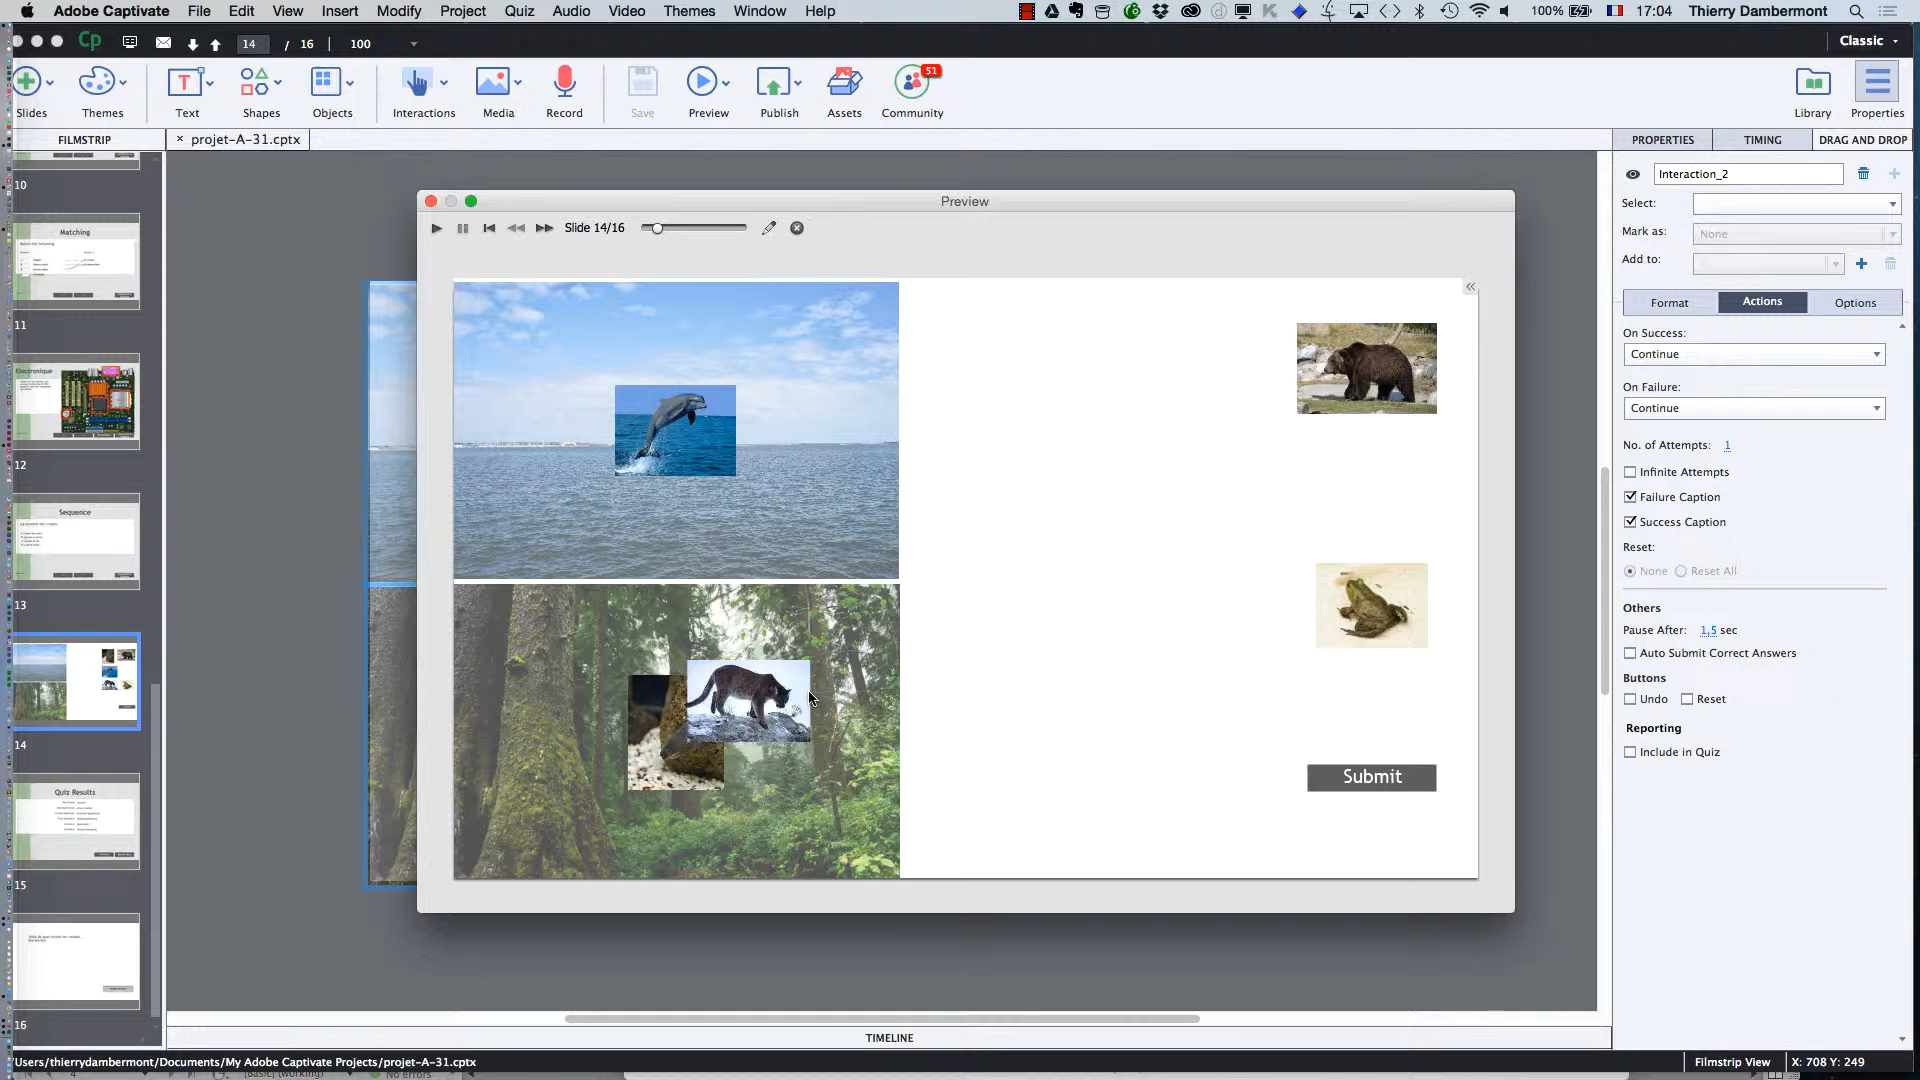 Adobe Captivate File Edit View Insert Modify Project Quiz Audio Video Themes Window Help 100% 17:04 Thierry Dambermont
Cp 14 / 16 100 Classic
Slides Themes Text Shapes Objects Interactions Media Record Save Preview Publish Assets Community 51 Library Properties
FILMSTRIP × projet-A-31.cptx PROPERTIES TIMING DRAG AND DROP
10
Matching
11
Electronique
12
Sequence
13
14
Quiz Results
15
16
Preview
Slide 14/16
Submit
Interaction_2
Select:
Mark as: None
Add to:
Format Actions Options
On Success:
Continue
On Failure:
Continue
No. of Attempts: 1
Infinite Attempts
Failure Caption
Success Caption
Reset:
None Reset All
Others
Pause After: 1,5 sec
Auto Submit Correct Answers
Buttons
Undo Reset
Reporting
Include in Quiz
TIMELINE
/Users/thierrydambermont/Documents/My Adobe Captivate Projects/projet-A-31.cptx Filmstrip View X: 708 Y: 249